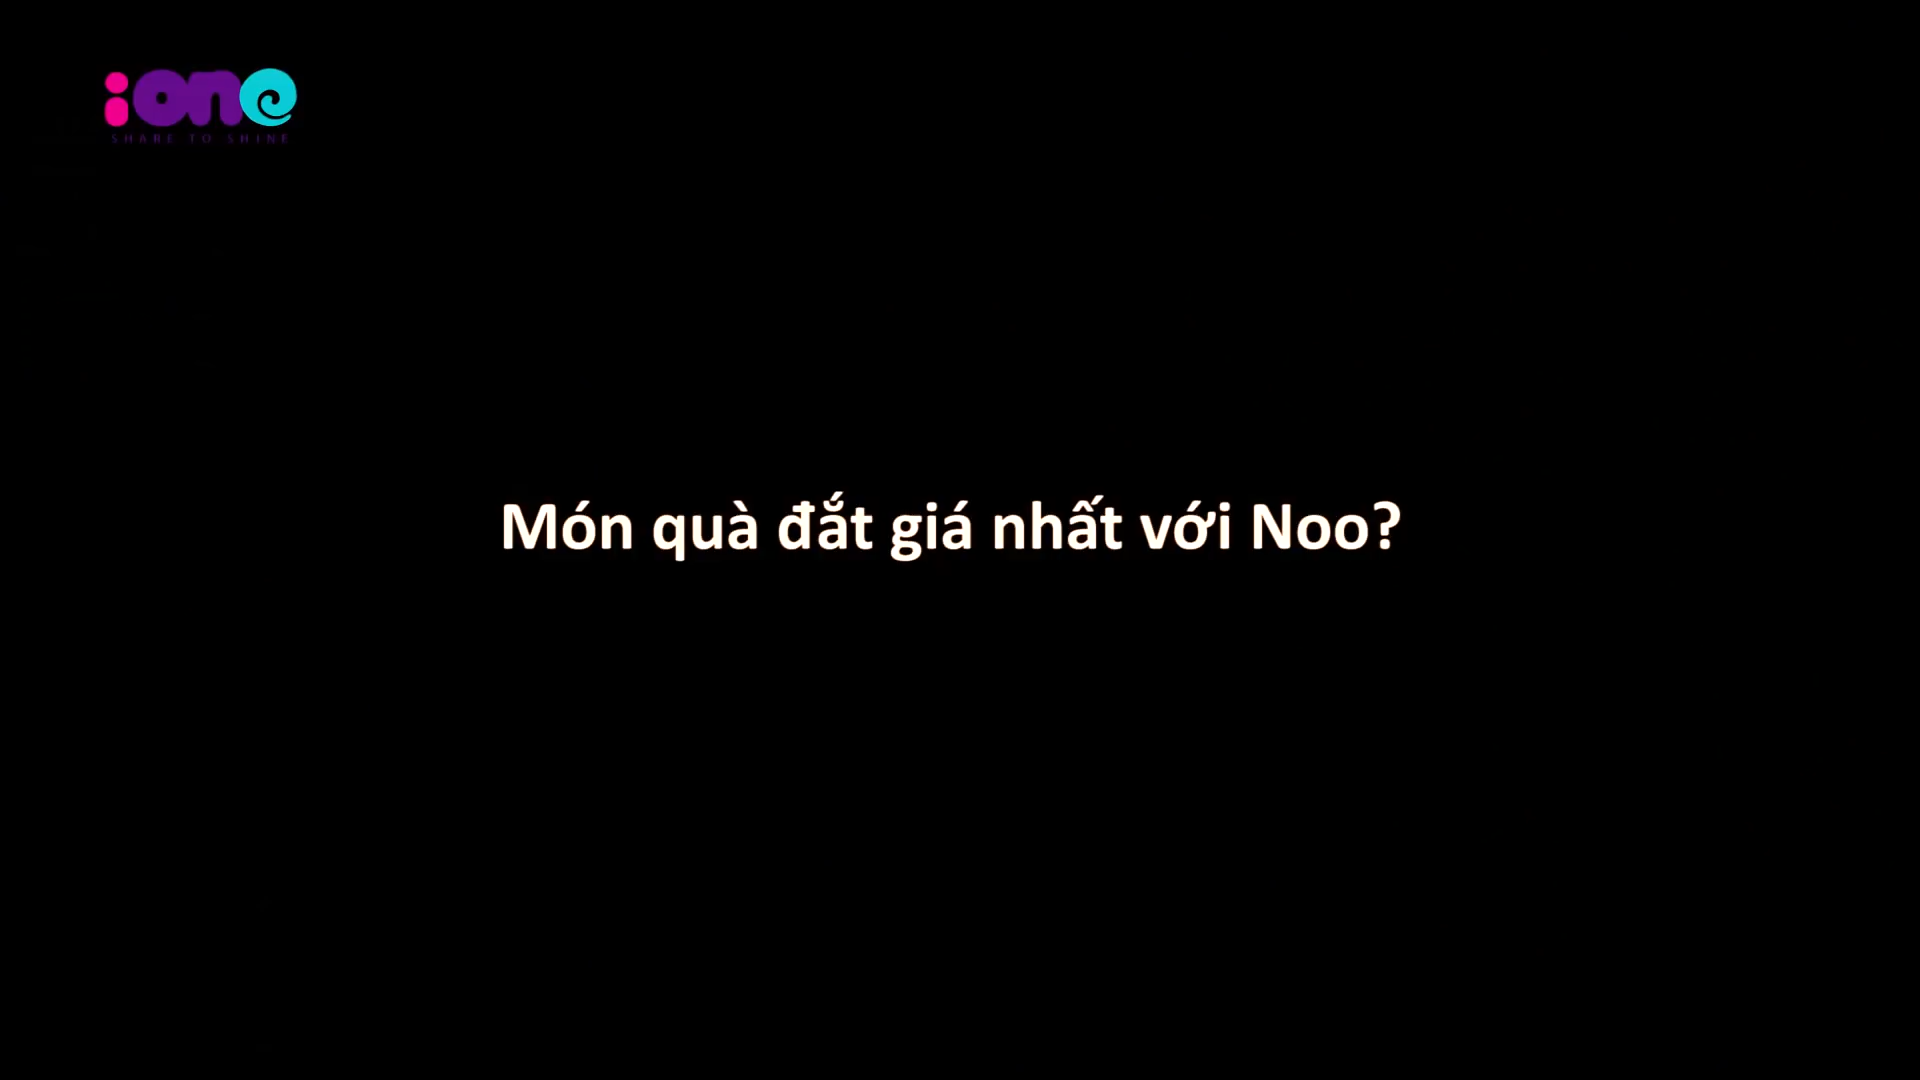 ione
SHARE TO SHINE
Món quà đắt giá nhất với Noo?